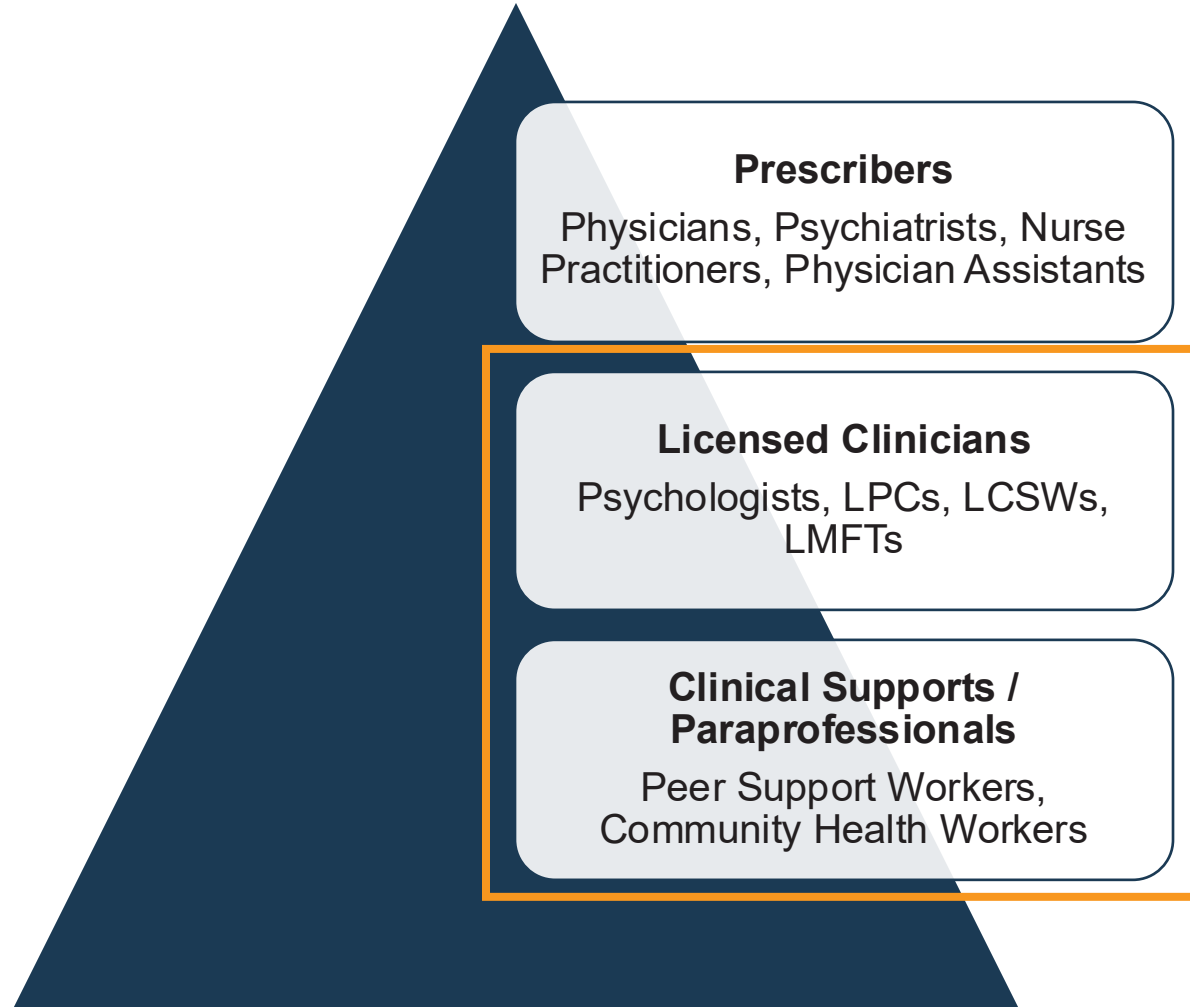 Prescribers
Physicians, Psychiatrists, Nurse
Practitioners, Physician Assistants
Licensed Clinicians
Psychologists, LPCs, LCSWs,
LMFTs
Clinical Supports /
Paraprofessionals
Peer Support Workers,
Community Health Workers